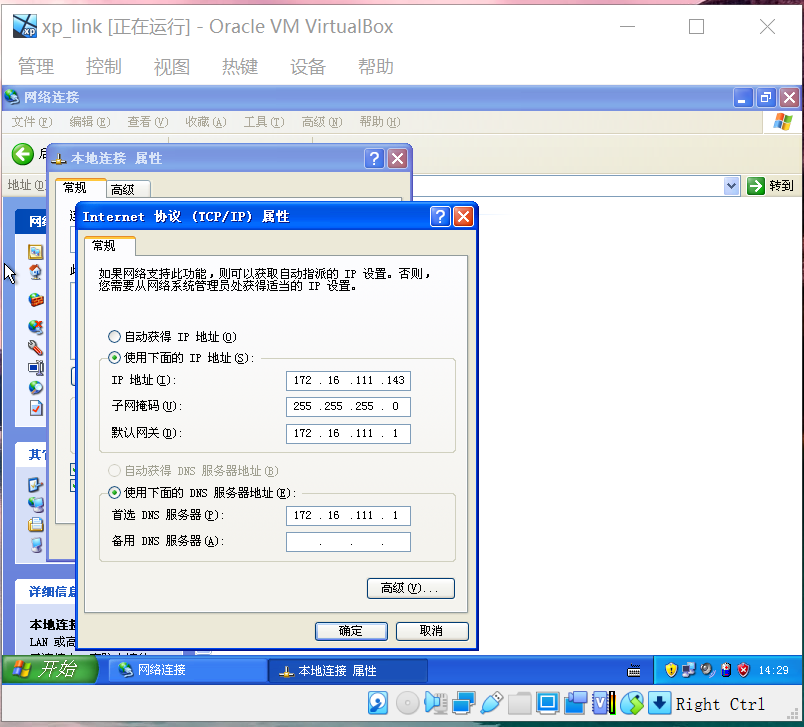 xp_link [正在运行] - Oracle VM VirtualBox
管理 控制 视图 热键 设备 帮助
网络连接
文件(F) 编辑(E) 查看(V) 收藏(A) 工具(T) 高级(N) 帮助(H)
本地连接 属性
地址(D) 转到
常规 高级
Internet 协议 (TCP/IP) 属性
常规
如果网络支持此功能，则可以获取自动指派的 IP 设置。否则，
您需要从网络系统管理员处获得适当的 IP 设置。
自动获得 IP 地址(O)
使用下面的 IP 地址(S):
IP 地址(I): 172 . 16 .111 .143
子网掩码(U): 255 .255 .255 . 0
默认网关(D): 172 . 16 .111 . 1
自动获得 DNS 服务器地址(B)
使用下面的 DNS 服务器地址(E):
首选 DNS 服务器(P): 172 . 16 .111 . 1
备用 DNS 服务器(A): . . .
高级(V)...
详细信息
本地连接
LAN 或高
确定 取消
开始 网络连接 本地连接 属性 14:29
Right Ctrl